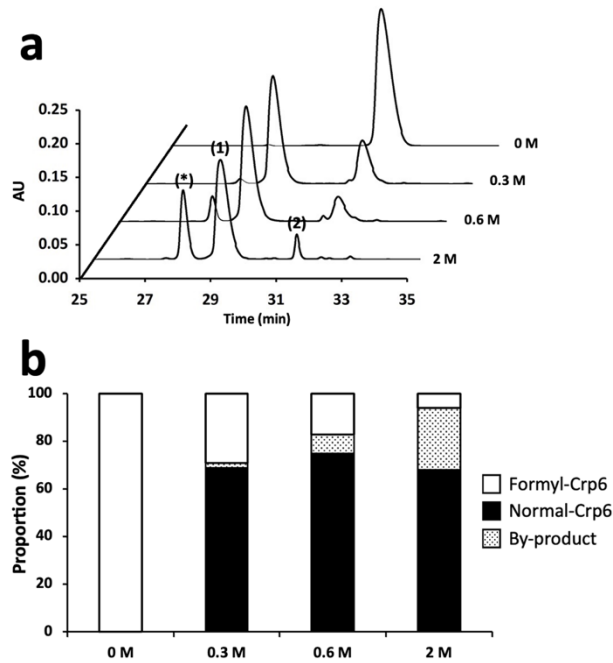 a
0.25
0.20
0.15
0.10
0.05
0.00
AU
(*)
(1)
(2)
0 M
0.3 M
0.6 M
2 M
25 27 29 31 33 35
Time (min)
b
100
80
60
40
20
0
Proportion (%)
0 M 0.3 M 0.6 M 2 M
Formyl-Crp6
Normal-Crp6
By-product